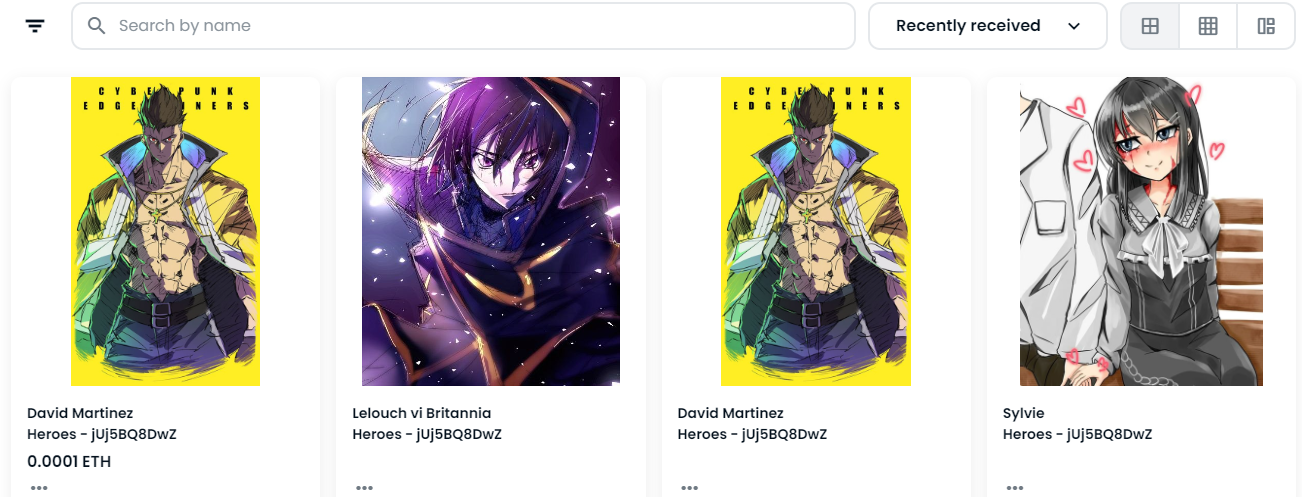 Search by name
Recently received
CYBERPUNK
EDGERUNNERS
CYBERPUNK
EDGERUNNERS
David Martinez
Heroes - jUj5BQ8DwZ
0.0001 ETH
Lelouch vi Britannia
Heroes - jUj5BQ8DwZ
David Martinez
Heroes - jUj5BQ8DwZ
Sylvie
Heroes - jUj5BQ8DwZ